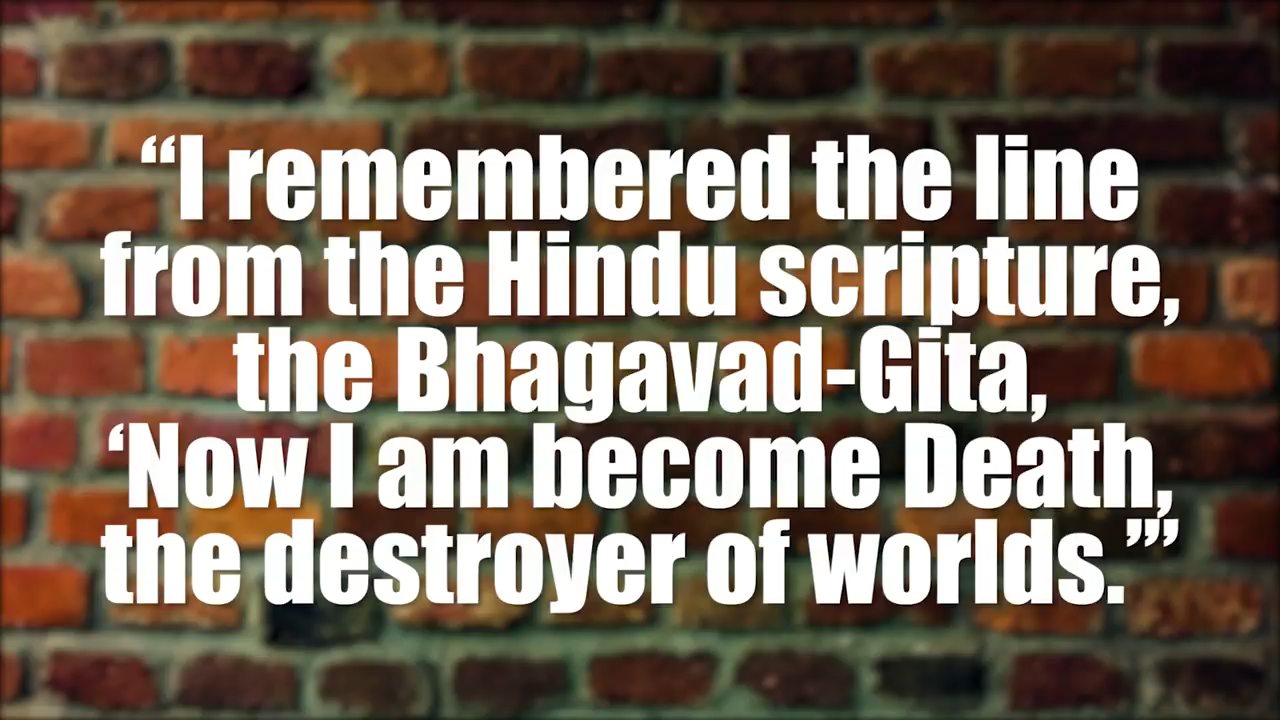 “I remembered the line
from the Hindu scripture,
the Bhagavad-Gita,
‘Now I am become Death,
the destroyer of worlds.’”